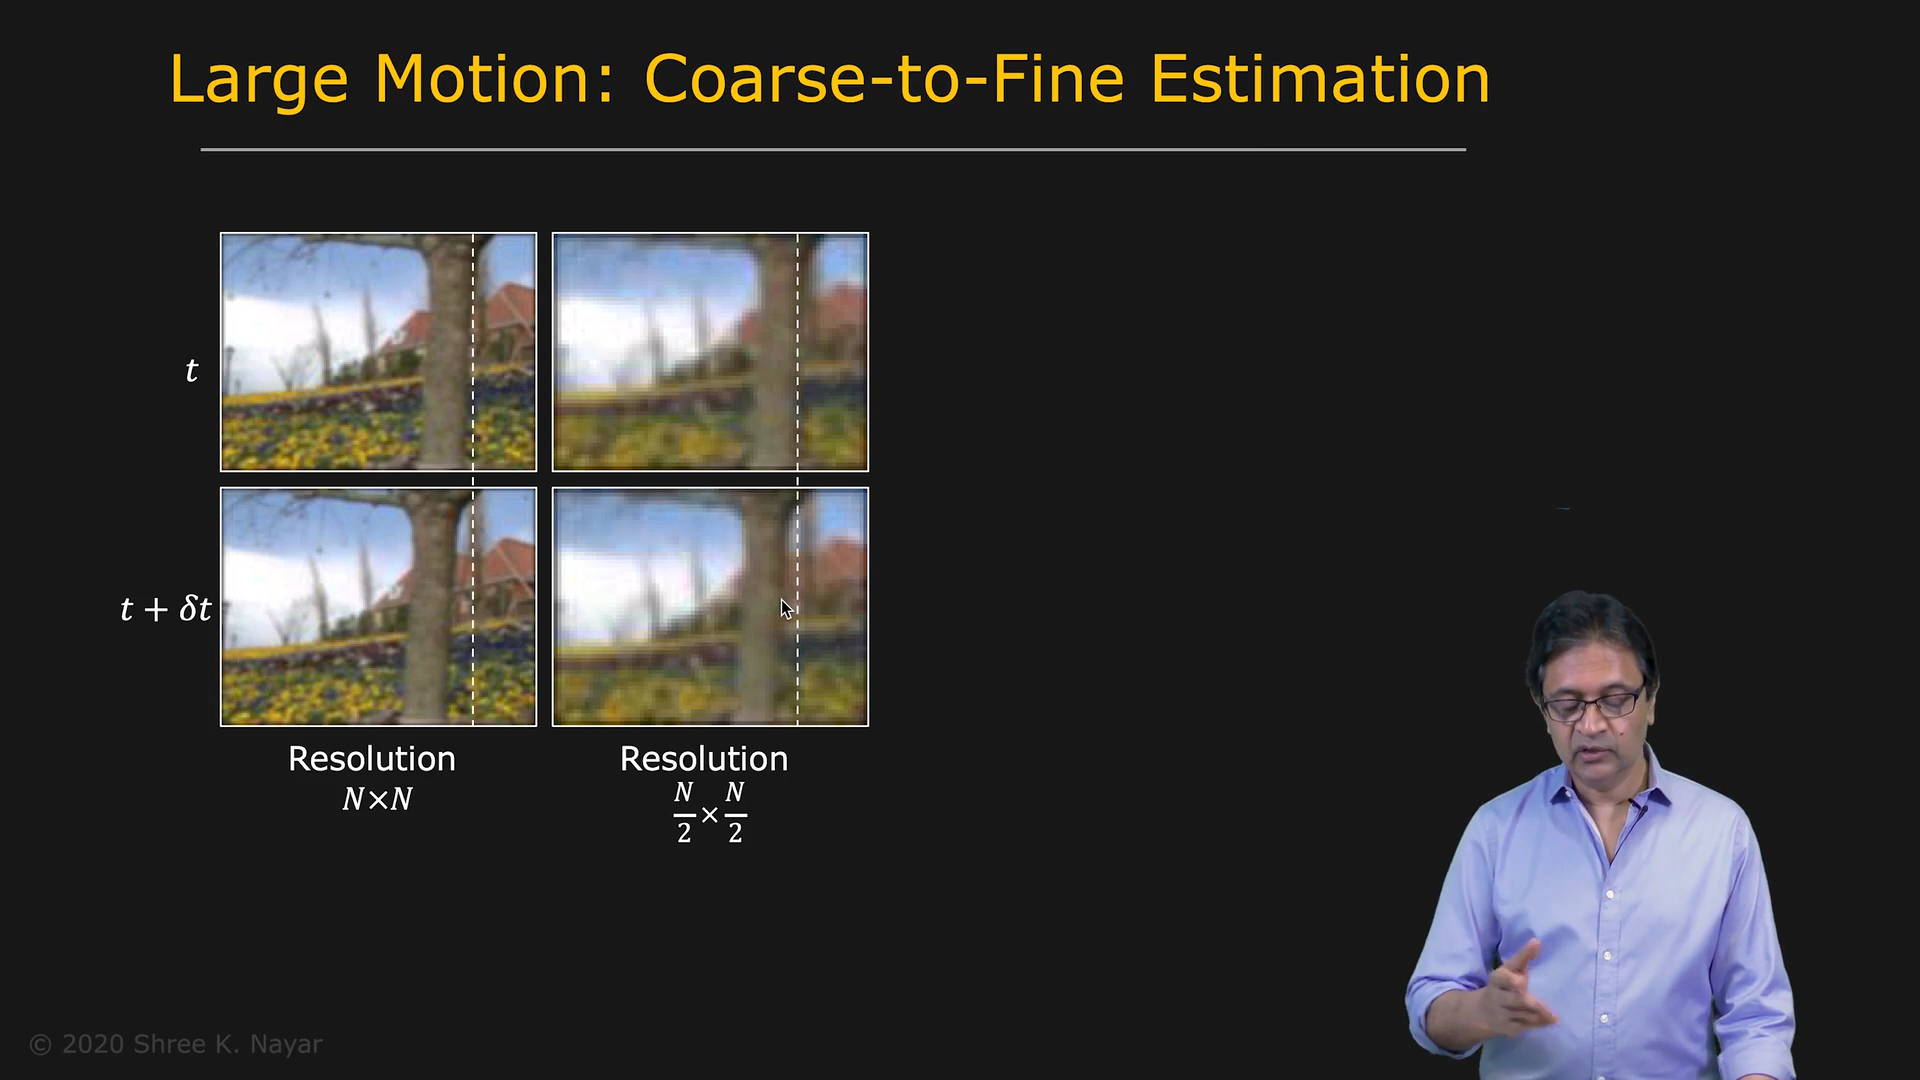 Large Motion: Coarse-to-Fine Estimation
t
t + δt
Resolution
N×N
Resolution
N/2 × N/2
© 2020 Shree K. Nayar